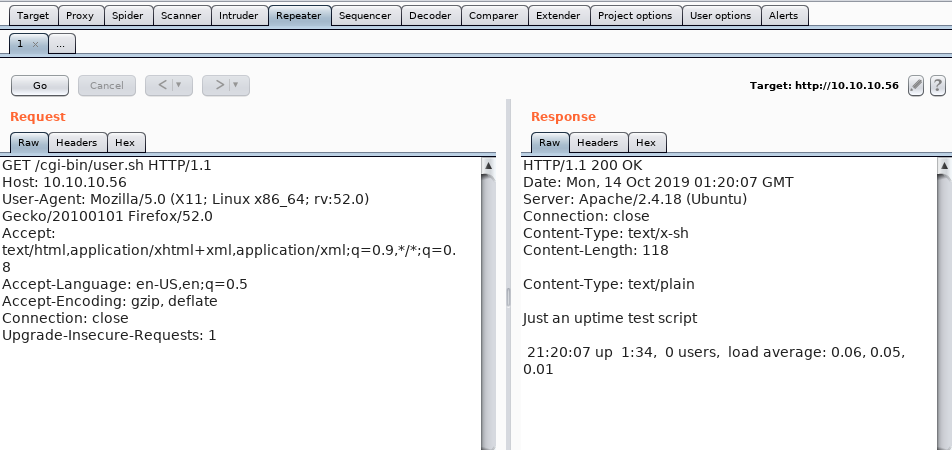 Target Proxy Spider Scanner Intruder Repeater Sequencer Decoder Comparer Extender Project options User options Alerts
1 × ...
Go Cancel < ▼ > ▼ Target: http://10.10.10.56 ?
Request
Raw Headers Hex
GET /cgi-bin/user.sh HTTP/1.1
Host: 10.10.10.56
User-Agent: Mozilla/5.0 (X11; Linux x86_64; rv:52.0)
Gecko/20100101 Firefox/52.0
Accept:
text/html,application/xhtml+xml,application/xml;q=0.9,*/*;q=0.
8
Accept-Language: en-US,en;q=0.5
Accept-Encoding: gzip, deflate
Connection: close
Upgrade-Insecure-Requests: 1
Response
Raw Headers Hex
HTTP/1.1 200 OK
Date: Mon, 14 Oct 2019 01:20:07 GMT
Server: Apache/2.4.18 (Ubuntu)
Connection: close
Content-Type: text/x-sh
Content-Length: 118
Content-Type: text/plain
Just an uptime test script
21:20:07 up  1:34,  0 users,  load average: 0.06, 0.05,
0.01